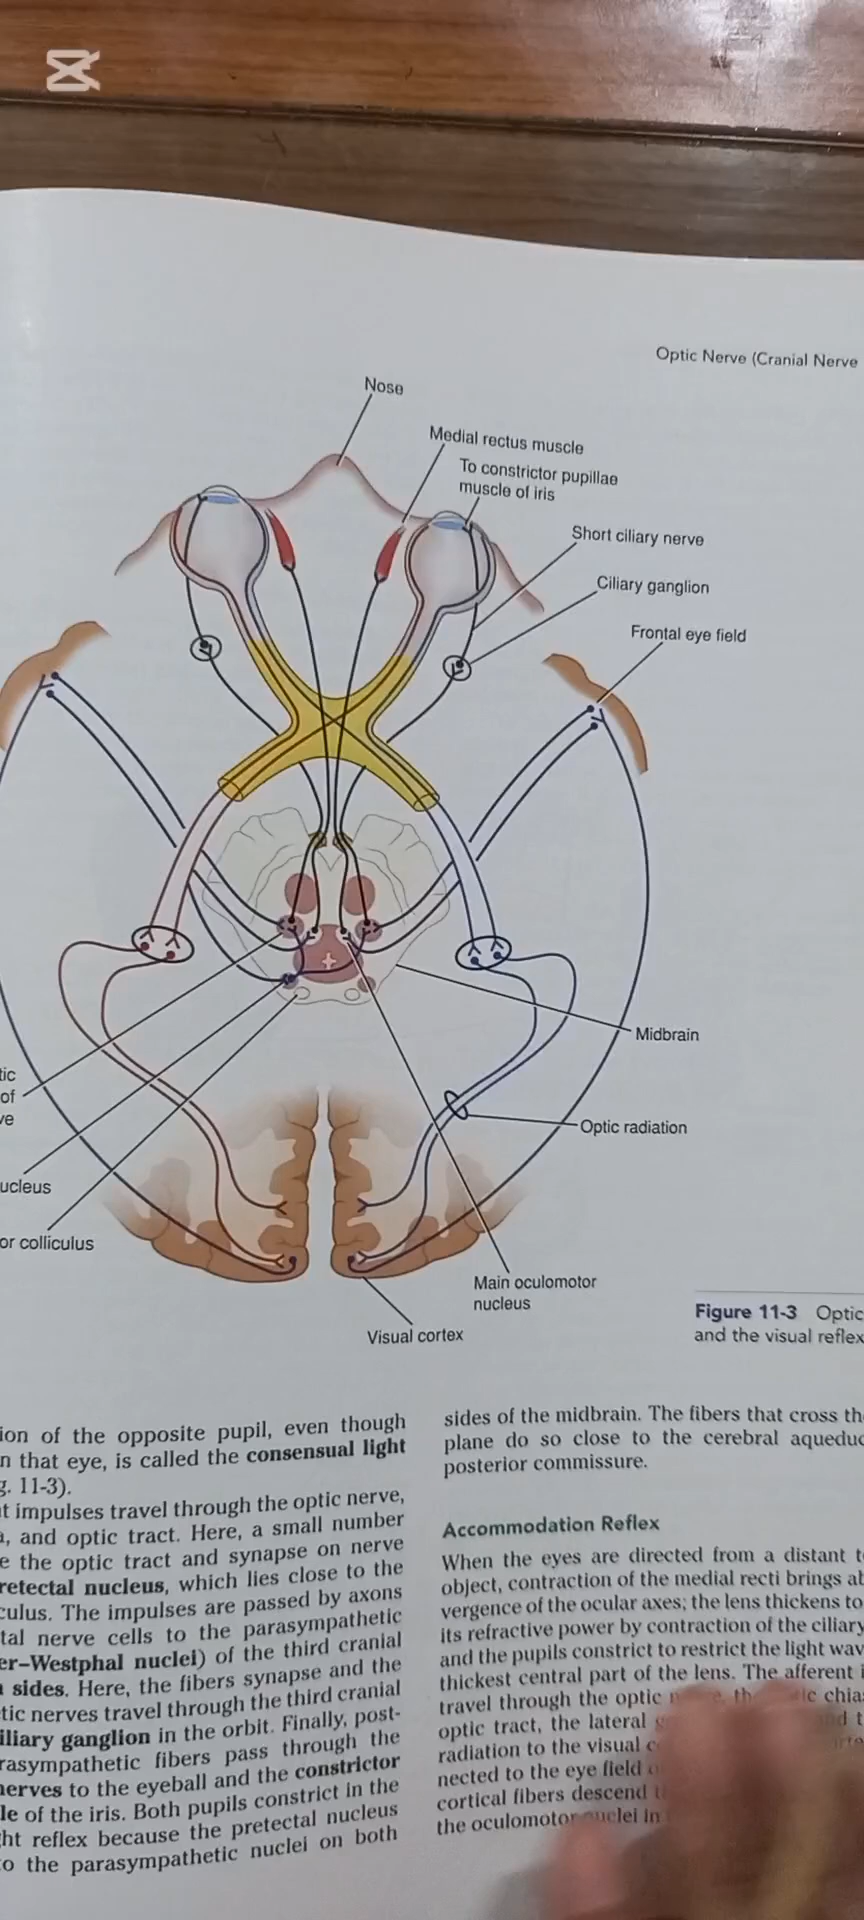 Optic Nerve (Cranial Nerve
Nose
Medial rectus muscle
To constrictor pupillae
muscle of iris
Short ciliary nerve
Ciliary ganglion
Frontal eye field
Midbrain
tic
of
ve
Optic radiation
ucleus
or colliculus
Main oculomotor
nucleus
Visual cortex
Figure 11-3 Optic
and the visual reflex
ion of the opposite pupil, even though
n that eye, is called the consensual light
g. 11-3).
t impulses travel through the optic nerve,
a, and optic tract. Here, a small number
e the optic tract and synapse on nerve
retectal nucleus, which lies close to the
culus. The impulses are passed by axons
tal nerve cells to the parasympathetic
er–Westphal nuclei) of the third cranial
sides. Here, the fibers synapse and the
tic nerves travel through the third cranial
iliary ganglion in the orbit. Finally, post-
rasympathetic fibers pass through the
nerves to the eyeball and the constrictor
le of the iris. Both pupils constrict in the
ht reflex because the pretectal nucleus
o the parasympathetic nuclei on both
sides of the midbrain. The fibers that cross the
plane do so close to the cerebral aqueduc
posterior commissure.
Accommodation Reflex
When the eyes are directed from a distant t
object, contraction of the medial recti brings ab
vergence of the ocular axes; the lens thickens to
its refractive power by contraction of the ciliary
and the pupils constrict to restrict the light wav
thickest central part of the lens. The afferent i
travel through the optic chia
optic tract, the lateral
radiation to the visual
nected to the eye field
cortical fibers descend
the oculomotor nuclei in